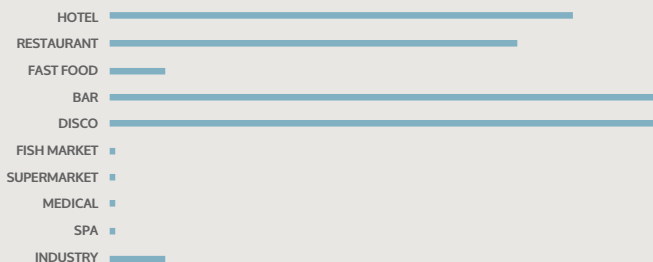 HOTEL
RESTAURANT
FAST FOOD
BAR
DISCO
FISH MARKET
SUPERMARKET
MEDICAL
SPA
INDUSTRY